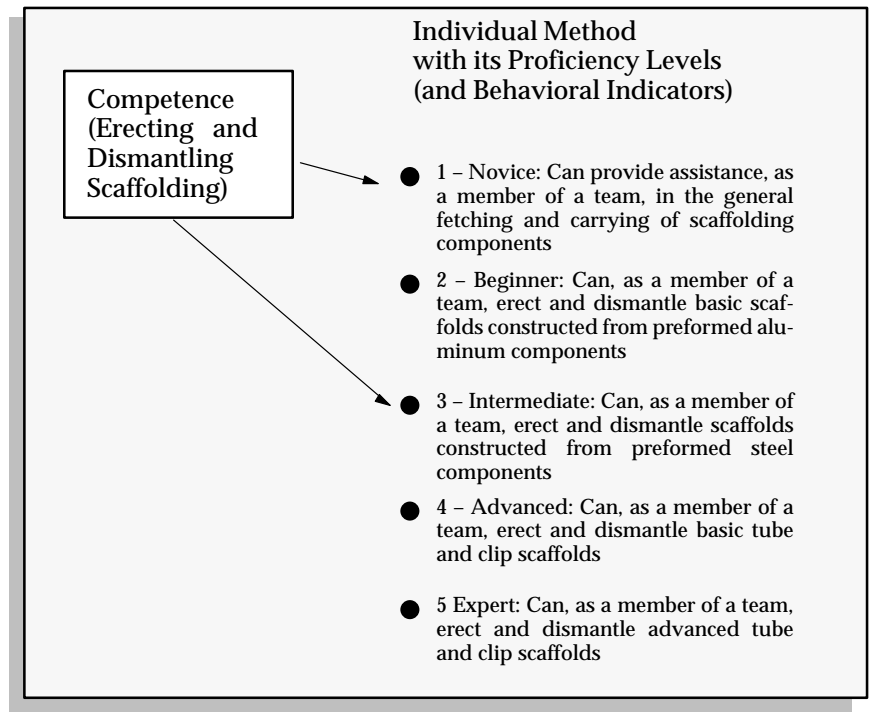 Individual Method
with its Proficiency Levels
(and Behavioral Indicators)
Competence
(Erecting and
Dismantling
Scaffolding)
1 – Novice: Can provide assistance, as
a member of a team, in the general
fetching and carrying of scaffolding
components
2 – Beginner: Can, as a member of a
team, erect and dismantle basic scaf-
folds constructed from preformed alu-
minum components
3 – Intermediate: Can, as a member of
a team, erect and dismantle scaffolds
constructed from preformed steel
components
4 – Advanced: Can, as a member of a
team, erect and dismantle basic tube
and clip scaffolds
5 Expert: Can, as a member of a team,
erect and dismantle advanced tube
and clip scaffolds